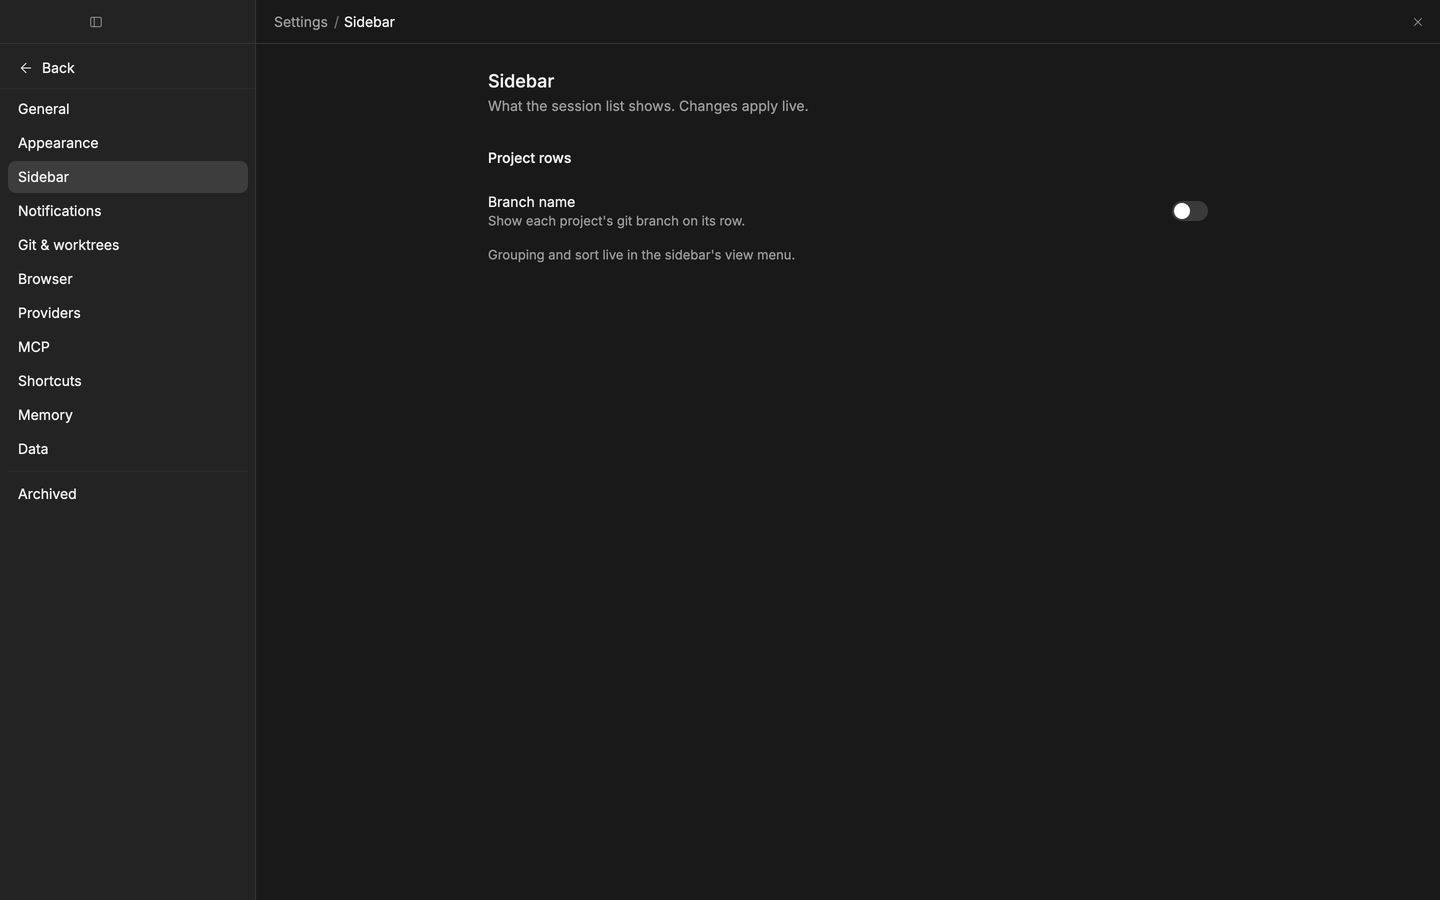 Settings / Sidebar
Back
General
Appearance
Sidebar
Notifications
Git & worktrees
Browser
Providers
MCP
Shortcuts
Memory
Data
Archived
Sidebar
What the session list shows. Changes apply live.
Project rows
Branch name
Show each project's git branch on its row.
Grouping and sort live in the sidebar's view menu.